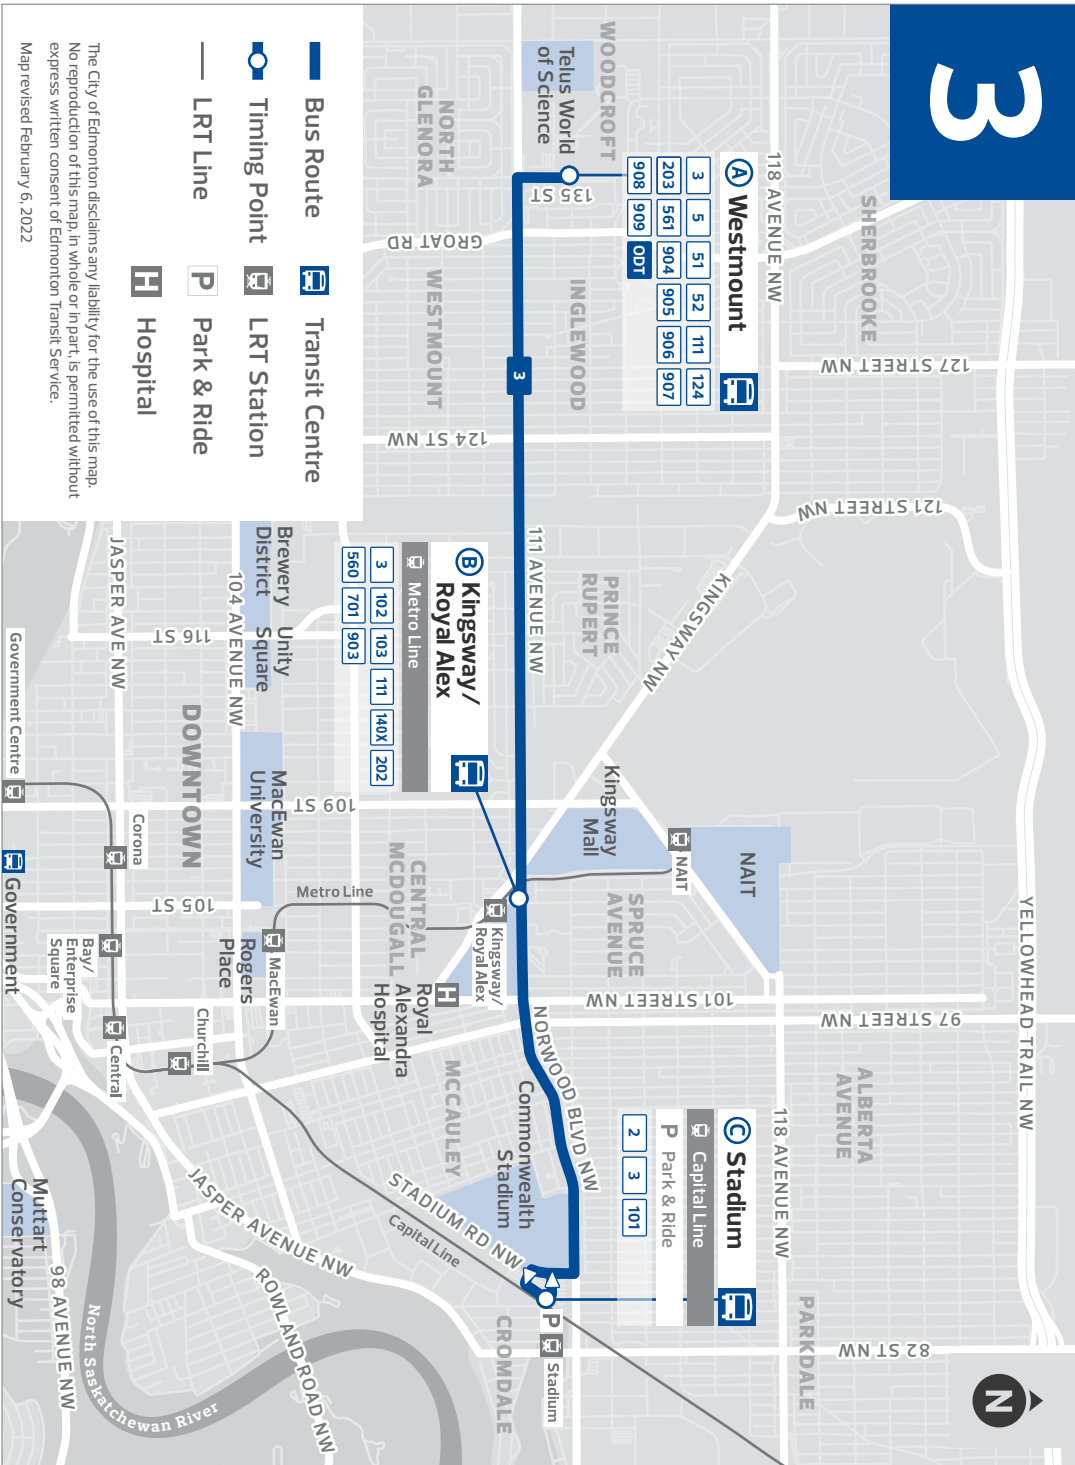 3
118 AVENUE NW
SHERBROOKE
WOODCROFT
Telus World
of Science
NORTH
GLENORA
135 ST
GROAT RD
WESTMOUNT
INGLEWOOD
A Westmount
3 5 51 52 111 124
203 561 904 905 906 907
908 909 ODT
127 STREET NW
124 ST NW
121 STREET NW
3
111 AVENUE NW
PRINCE
RUPERT
KINGSWAY NW
YELLOWHEAD TRAIL NW
B Kingsway/
Royal Alex
Metro Line
3 102 103 111 140X 202
560 701 903
Brewery
District
Unity
Square
104 AVENUE NW
JASPER AVE NW
116 ST
DOWNTOWN
MacEwan
University
109 ST
105 ST
Kingsway
Mall
NAIT
NAIT
SPRUCE
AVENUE
CENTRAL
MCDOUGALL
Metro Line
Kingsway/
Royal Alex
H
Royal
Alexandra
Hospital
Government Centre
Corona
Government
Bay/
Enterprise
Square
Rogers
Place
MacEwan
Churchill
Central
101 STREET NW
97 STREET NW
NORWOOD BLVD NW
MCCAULEY
ALBERTA
AVENUE
118 AVENUE NW
C Stadium
Capital Line
P Park & Ride
2 3 101
Commonwealth
Stadium
STADIUM RD NW
Capital Line
P
Stadium
CROMDALE
PARKDALE
82 ST NW
JASPER AVENUE NW
ROWLAND ROAD NW
Muttart
Conservatory
98 AVENUE NW
North Saskatchewan River
N
Bus Route
Timing Point
LRT Line
Transit Centre
LRT Station
P Park & Ride
H Hospital
The City of Edmonton disclaims any liability for the use of this map.
No reproduction of this map, in whole or in part, is permitted without
express written consent of Edmonton Transit Service.
Map revised February 6, 2022